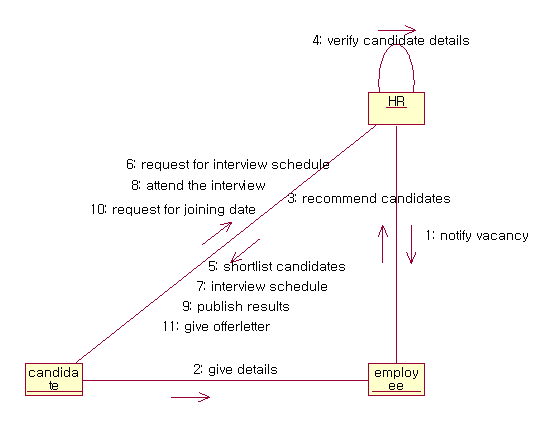 4: verify candidate details
HR
6: request for interview schedule
8: attend the interview
3: recommend candidates
10: request for joining date
1: notify vacancy
5: shortlist candidates
7: interview schedule
9: publish results
11: give offerletter
candida
te
2: give details
employ
ee